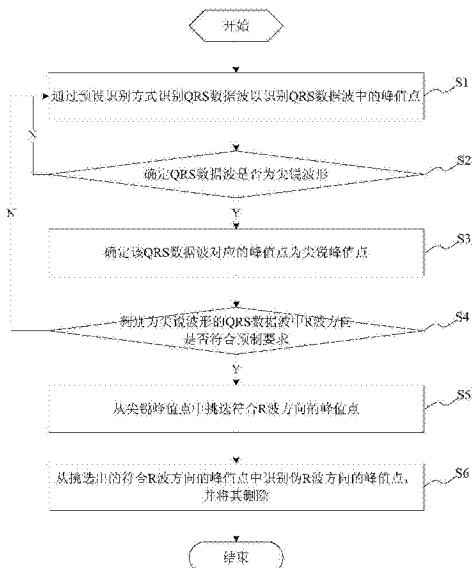 开始
S1
通过预设识别方式识别QRS数据波以识别QRS数据波中的峰值点
N
S2
确定QRS数据波是否为尖锐波形
N
Y
S3
确定该QRS数据波对应的峰值点为尖锐峰值点
S4
判别为尖锐波形的QRS数据波中R波方向
是否符合预制要求
Y
S5
从尖锐峰值点中挑选符合R波方向的峰值点
S6
从挑选出的符合R波方向的峰值点中识别伪R波方向的峰值点,
并将其删除
结束